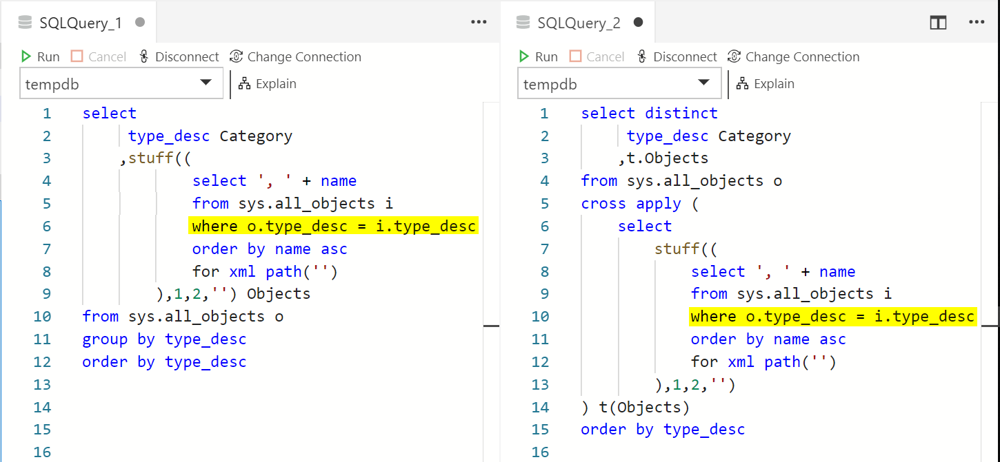 SQLQuery_1
Run Cancel Disconnect Change Connection
tempdb Explain
1 select
2 type_desc Category
3 ,stuff((
4 select ', ' + name
5 from sys.all_objects i
6 where o.type_desc = i.type_desc
7 order by name asc
8 for xml path('')
9 ),1,2,'') Objects
10 from sys.all_objects o
11 group by type_desc
12 order by type_desc
13
14
15
16
SQLQuery_2
Run Cancel Disconnect Change Connection
tempdb Explain
1 select distinct
2 type_desc Category
3 ,t.Objects
4 from sys.all_objects o
5 cross apply (
6 select
7 stuff((
8 select ', ' + name
9 from sys.all_objects i
10 where o.type_desc = i.type_desc
11 order by name asc
12 for xml path('')
13 ),1,2,'')
14 ) t(Objects)
15 order by type_desc
16